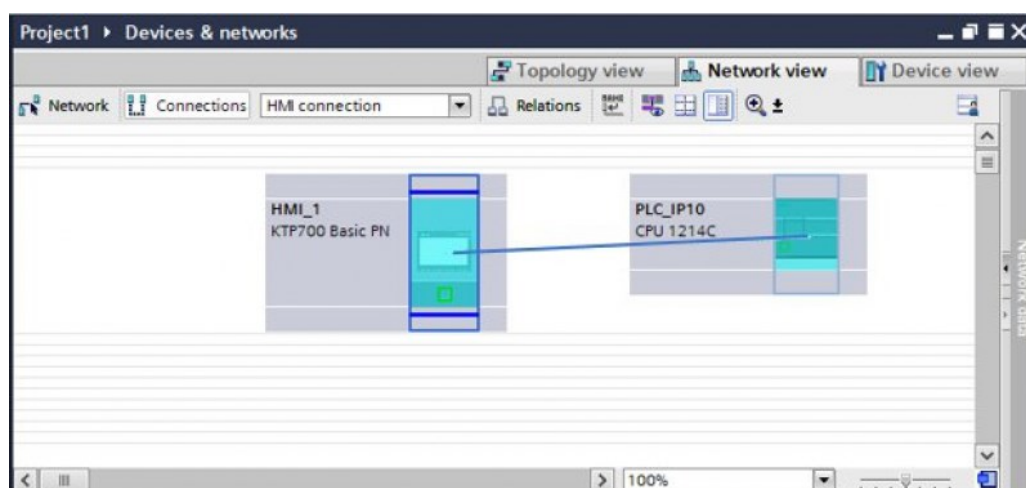 Project1 ▸ Devices & networks
Topology view Network view Device view
Network Connections HMI connection Relations
HMI_1
KTP700 Basic PN
PLC_IP10
CPU 1214C
Network data
100%